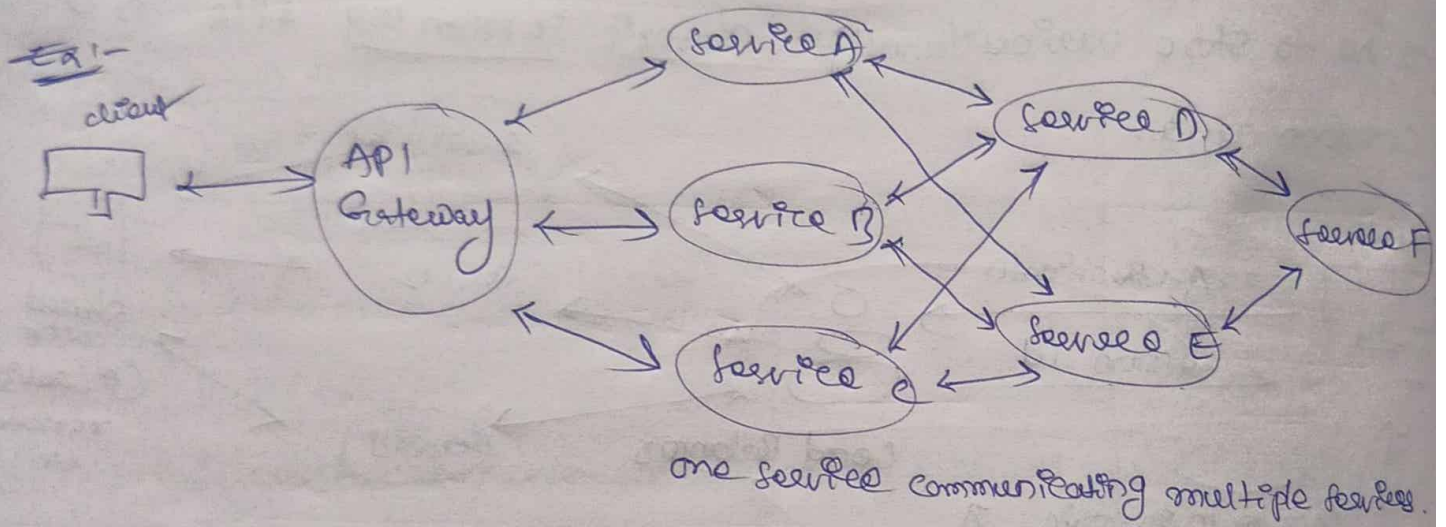 Ex:-
client
API
Gateway
Service A
Service B
Service C
Service D
Service E
Service F
one service communicating multiple services.